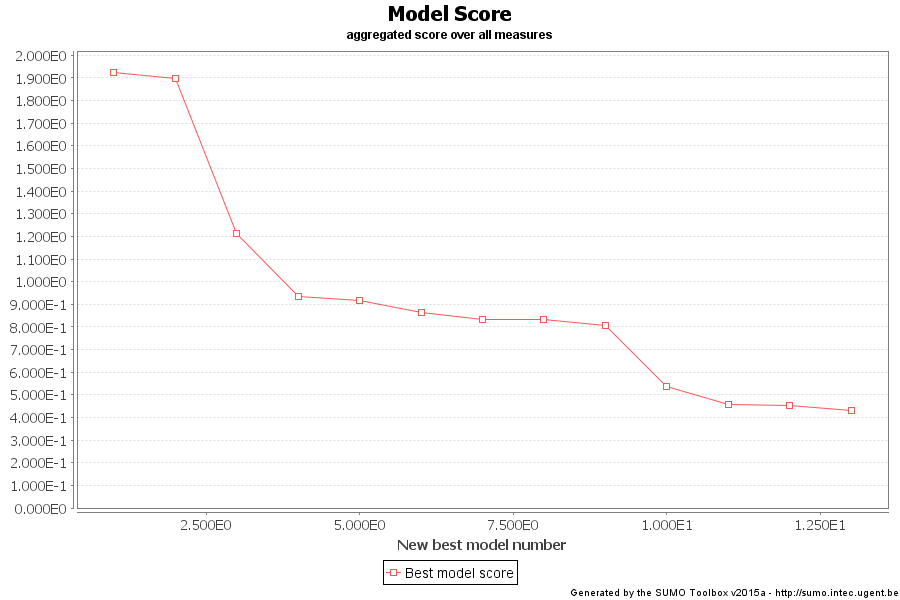 Model Score
aggregated score over all measures
2.000E0
1.900E0
1.800E0
1.700E0
1.600E0
1.500E0
1.400E0
1.300E0
1.200E0
1.100E0
1.000E0
9.000E-1
8.000E-1
7.000E-1
6.000E-1
5.000E-1
4.000E-1
3.000E-1
2.000E-1
1.000E-1
0.000E0
2.500E0 5.000E0 7.500E0 1.000E1 1.250E1
New best model number
Best model score
Generated by the SUMO Toolbox v2015a - http://sumo.intec.ugent.be